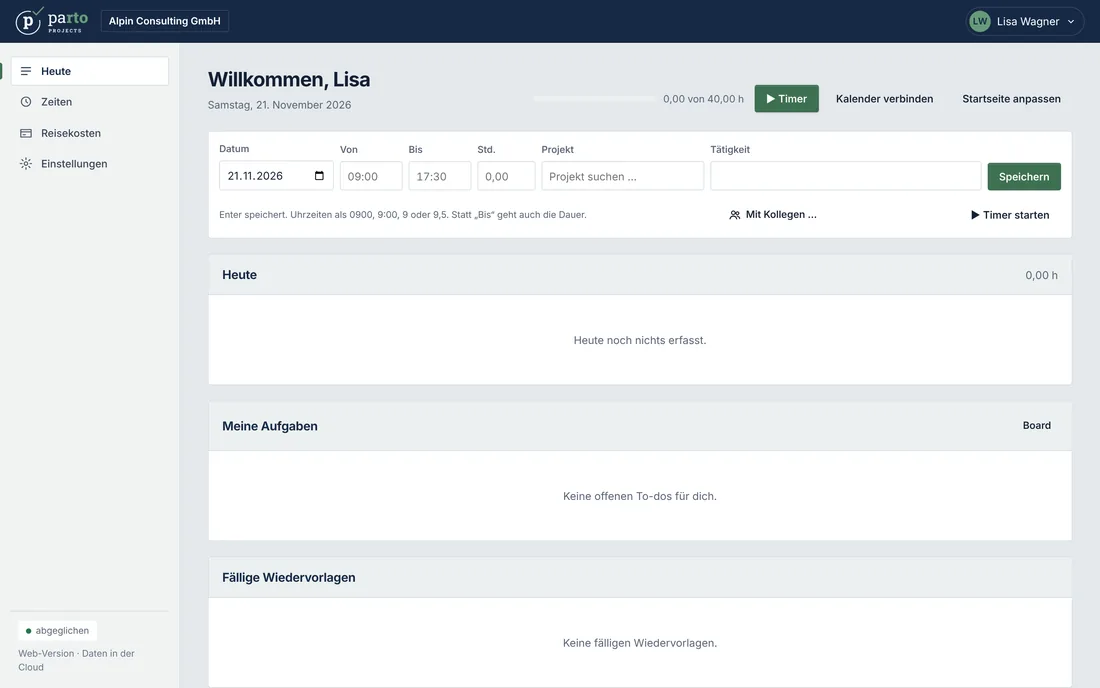 parto
PROJECTS
Alpin Consulting GmbH
LW Lisa Wagner
Heute
Zeiten
Reisekosten
Einstellungen
abgeglichen
Web-Version · Daten in der
Cloud
Willkommen, Lisa
Samstag, 21. November 2026
0,00 von 40,00 h
Timer
Kalender verbinden
Startseite anpassen
Datum
Von
Bis
Std.
Projekt
Tätigkeit
21.11.2026
09:00
17:30
0,00
Projekt suchen ...
Speichern
Enter speichert. Uhrzeiten als 0900, 9:00, 9 oder 9,5. Statt „Bis“ geht auch die Dauer.
Mit Kollegen ...
Timer starten
Heute
0,00 h
Heute noch nichts erfasst.
Meine Aufgaben
Board
Keine offenen To-dos für dich.
Fällige Wiedervorlagen
Keine fälligen Wiedervorlagen.